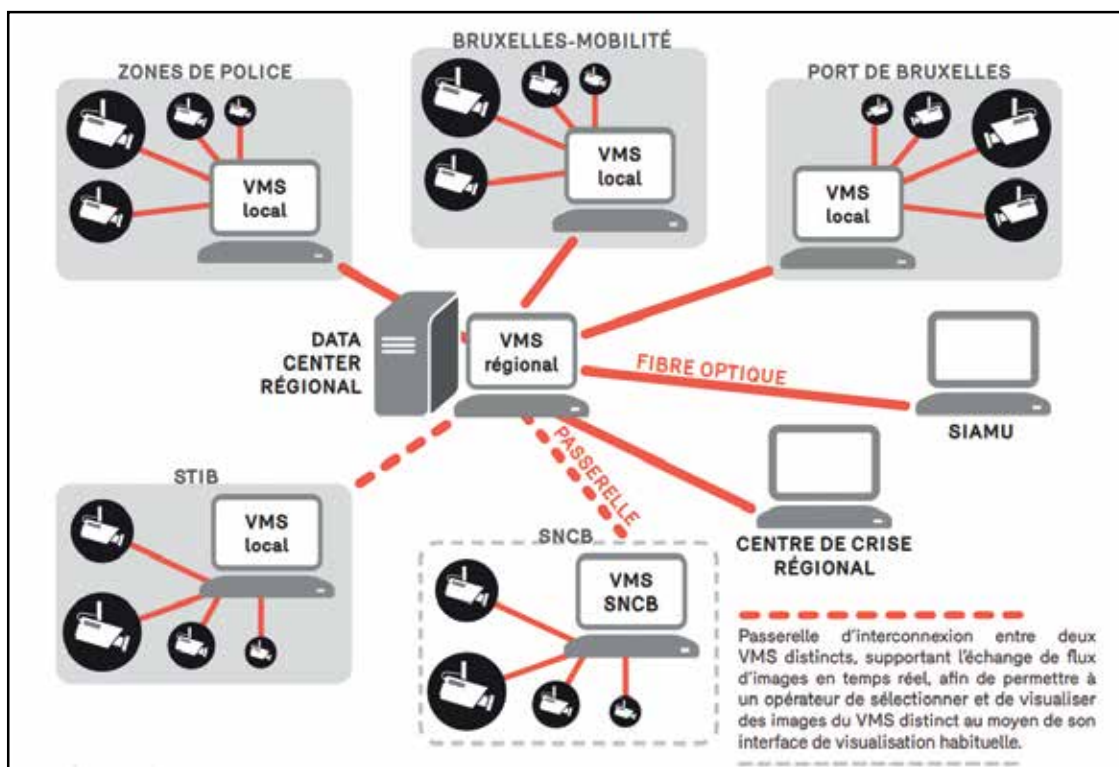 BRUXELLES-MOBILITÉ
ZONES DE POLICE
PORT DE BRUXELLES
VMS
local
VMS
local
VMS
local
DATA
CENTER
RÉGIONAL
VMS
régional
FIBRE OPTIQUE
SIAMU
PASSERELLE
STIB
VMS
local
SNCB
VMS
SNCB
CENTRE DE CRISE
RÉGIONAL
Passerelle d'interconnexion entre deux
VMS distincts, supportant l'échange de flux
d'images en temps réel, afin de permettre à
un opérateur de sélectionner et de visualiser
des images du VMS distinct au moyen de son
interface de visualisation habituelle.